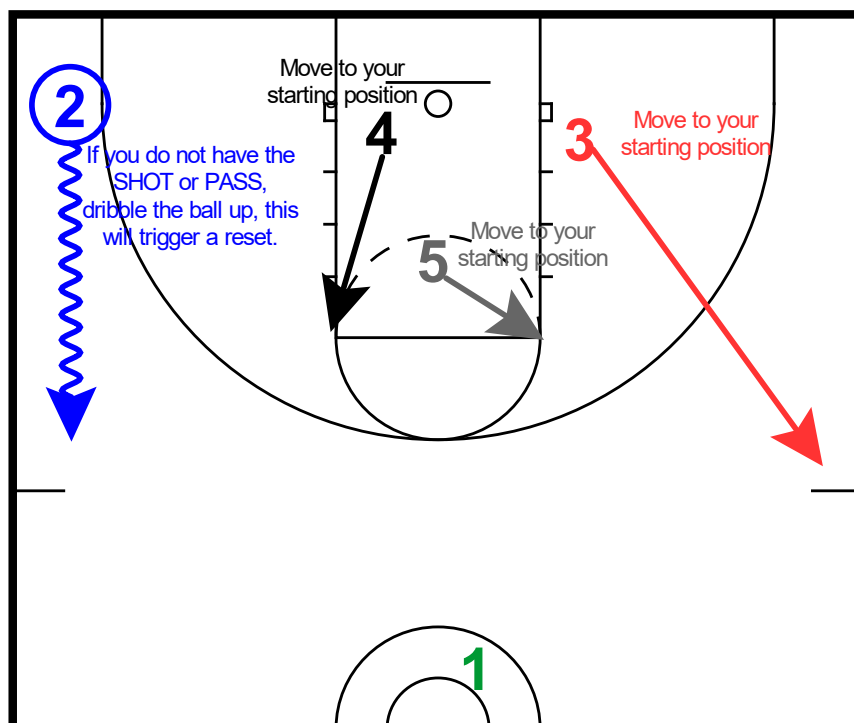 Move to your
starting position
2
4
3
Move to your
starting position
If you do not have the
SHOT or PASS,
dribble the ball up, this
will trigger a reset.
5
Move to your
starting position
1